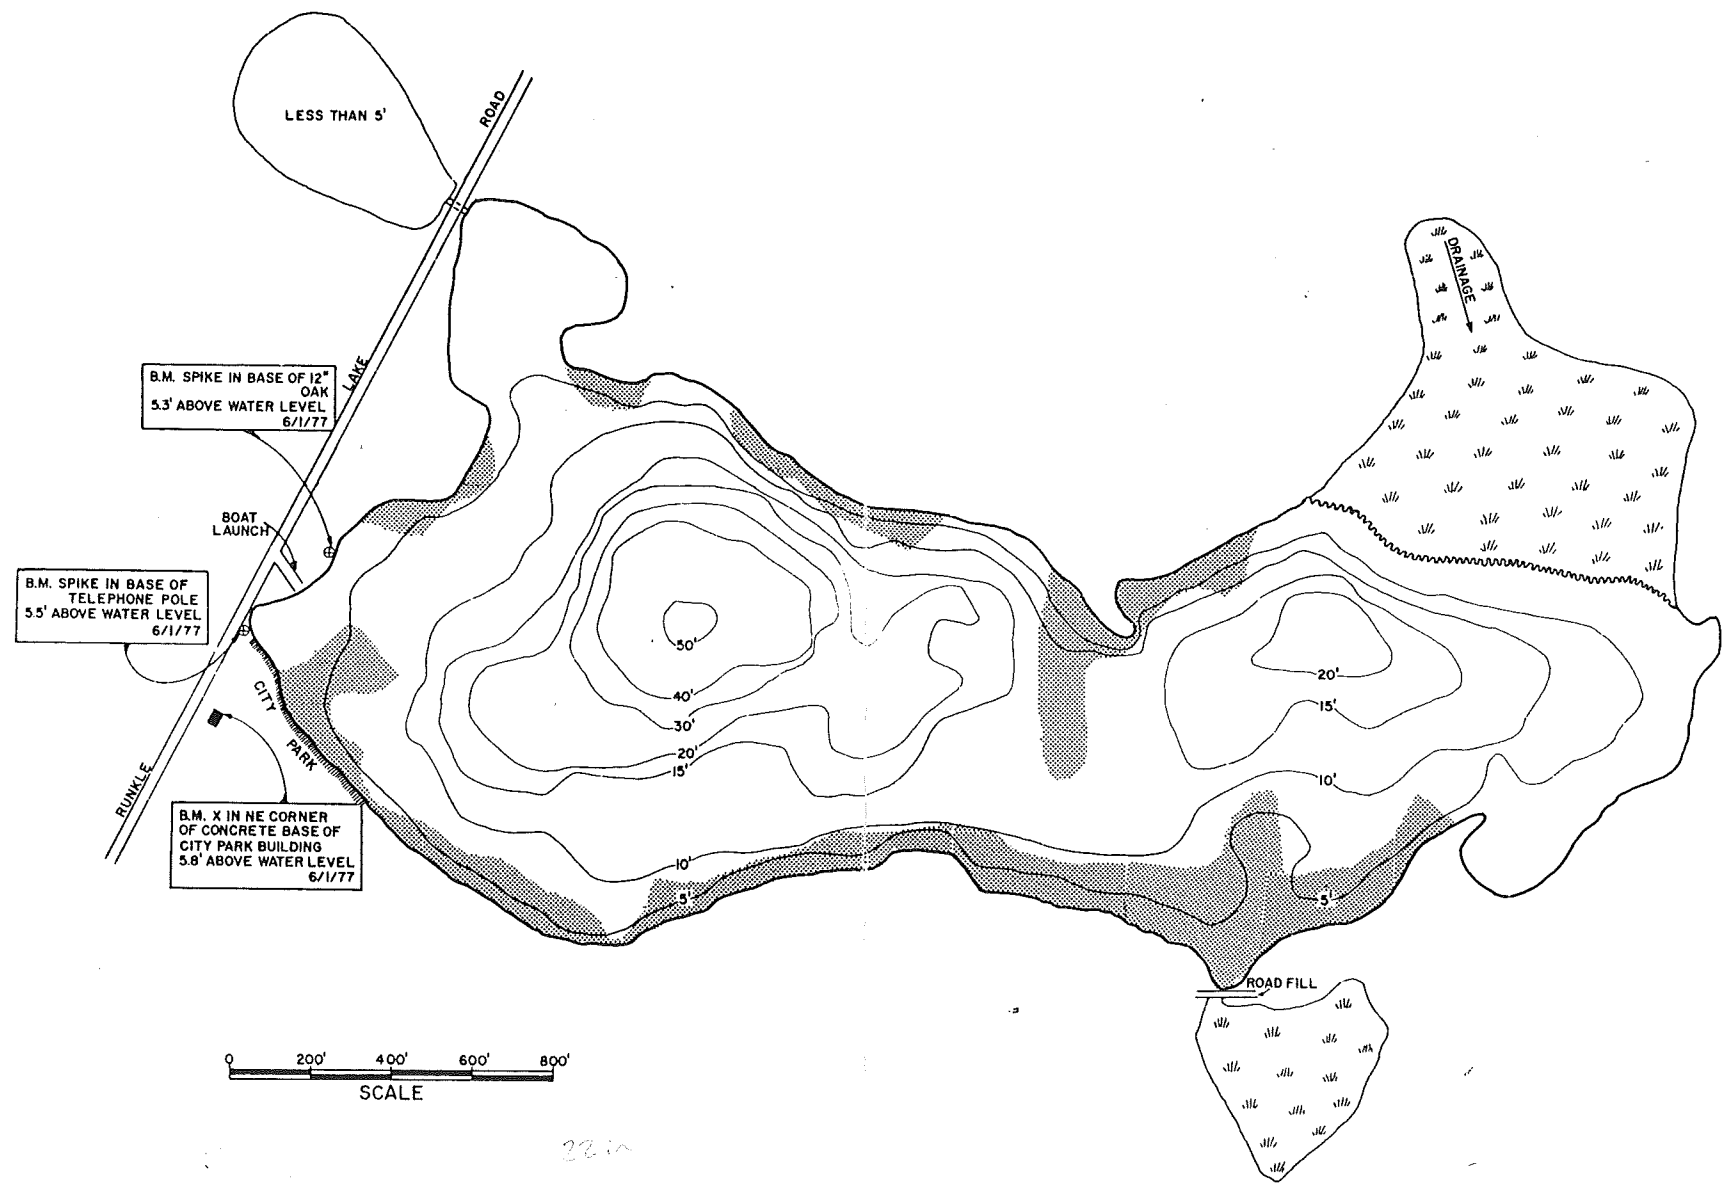 LESS THAN 5'
ROAD
DRAINAGE
LAKE
B.M. SPIKE IN BASE OF 12"
OAK
5.3' ABOVE WATER LEVEL
6/1/77
BOAT
LAUNCH
B.M. SPIKE IN BASE OF
TELEPHONE POLE
5.5' ABOVE WATER LEVEL
6/1/77
50'
20'
CITY
40'
15'
30'
PARK
20'
15'
RUNKLE
10'
B.M. X IN NE CORNER
OF CONCRETE BASE OF
CITY PARK BUILDING
5.8' ABOVE WATER LEVEL
6/1/77
10'
5'
5'
ROAD FILL
0 200' 400' 600' 800'
SCALE
22 in